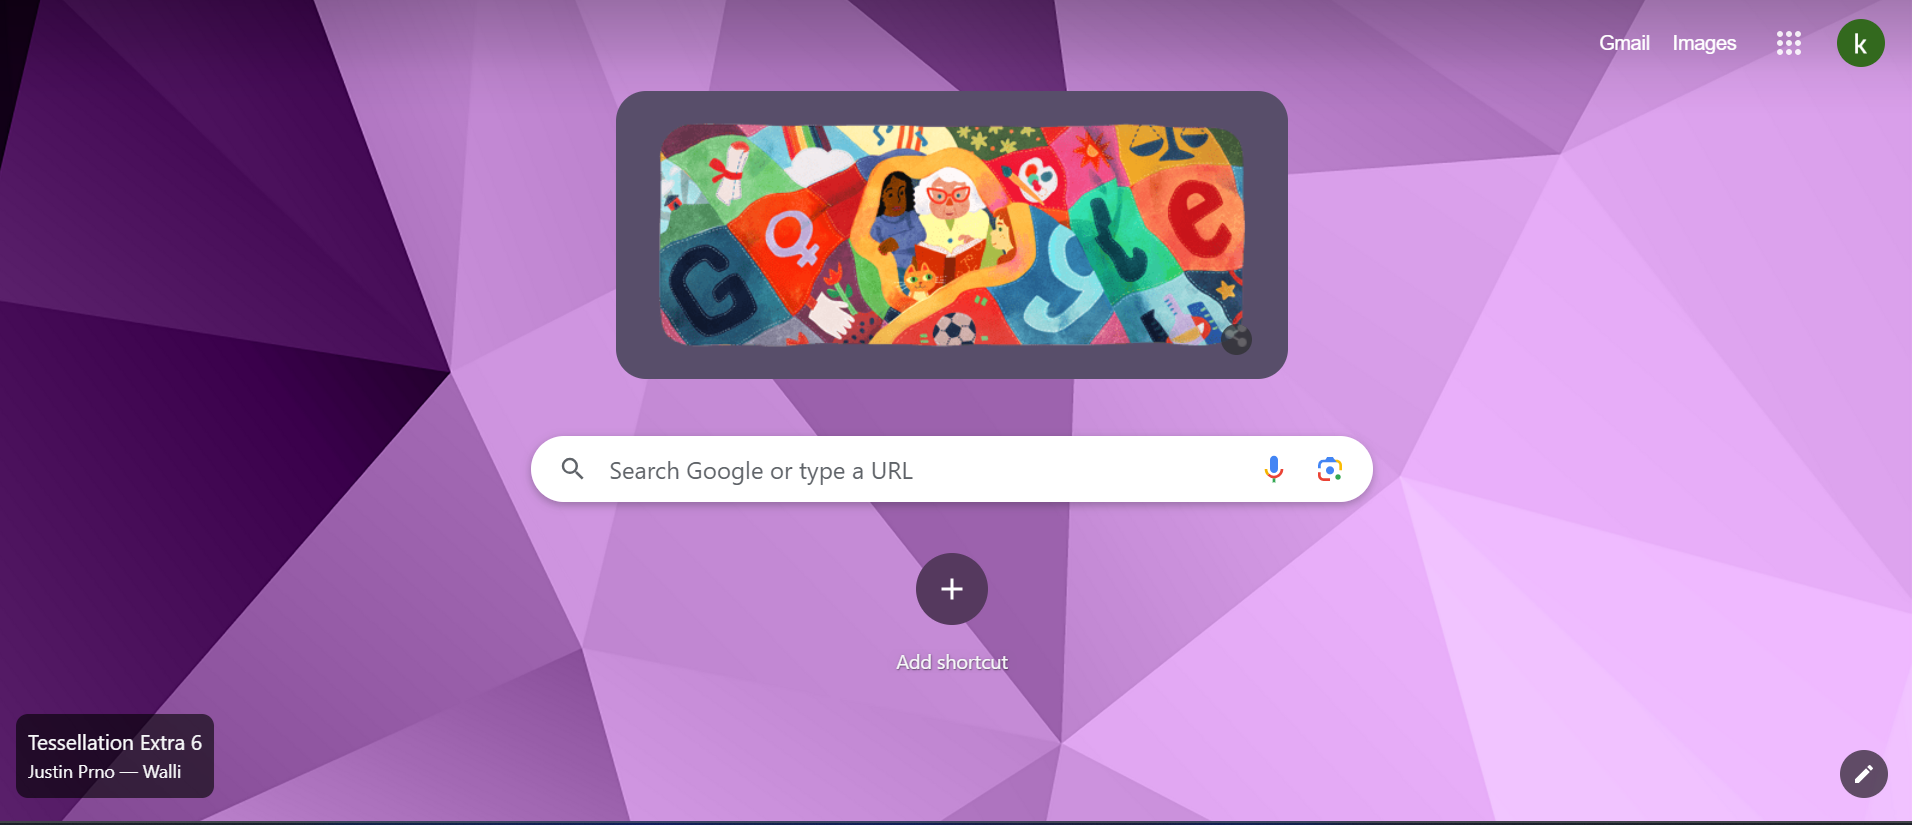 Gmail Images
k
G g l e
Search Google or type a URL
Add shortcut
Tessellation Extra 6
Justin Prno — Walli